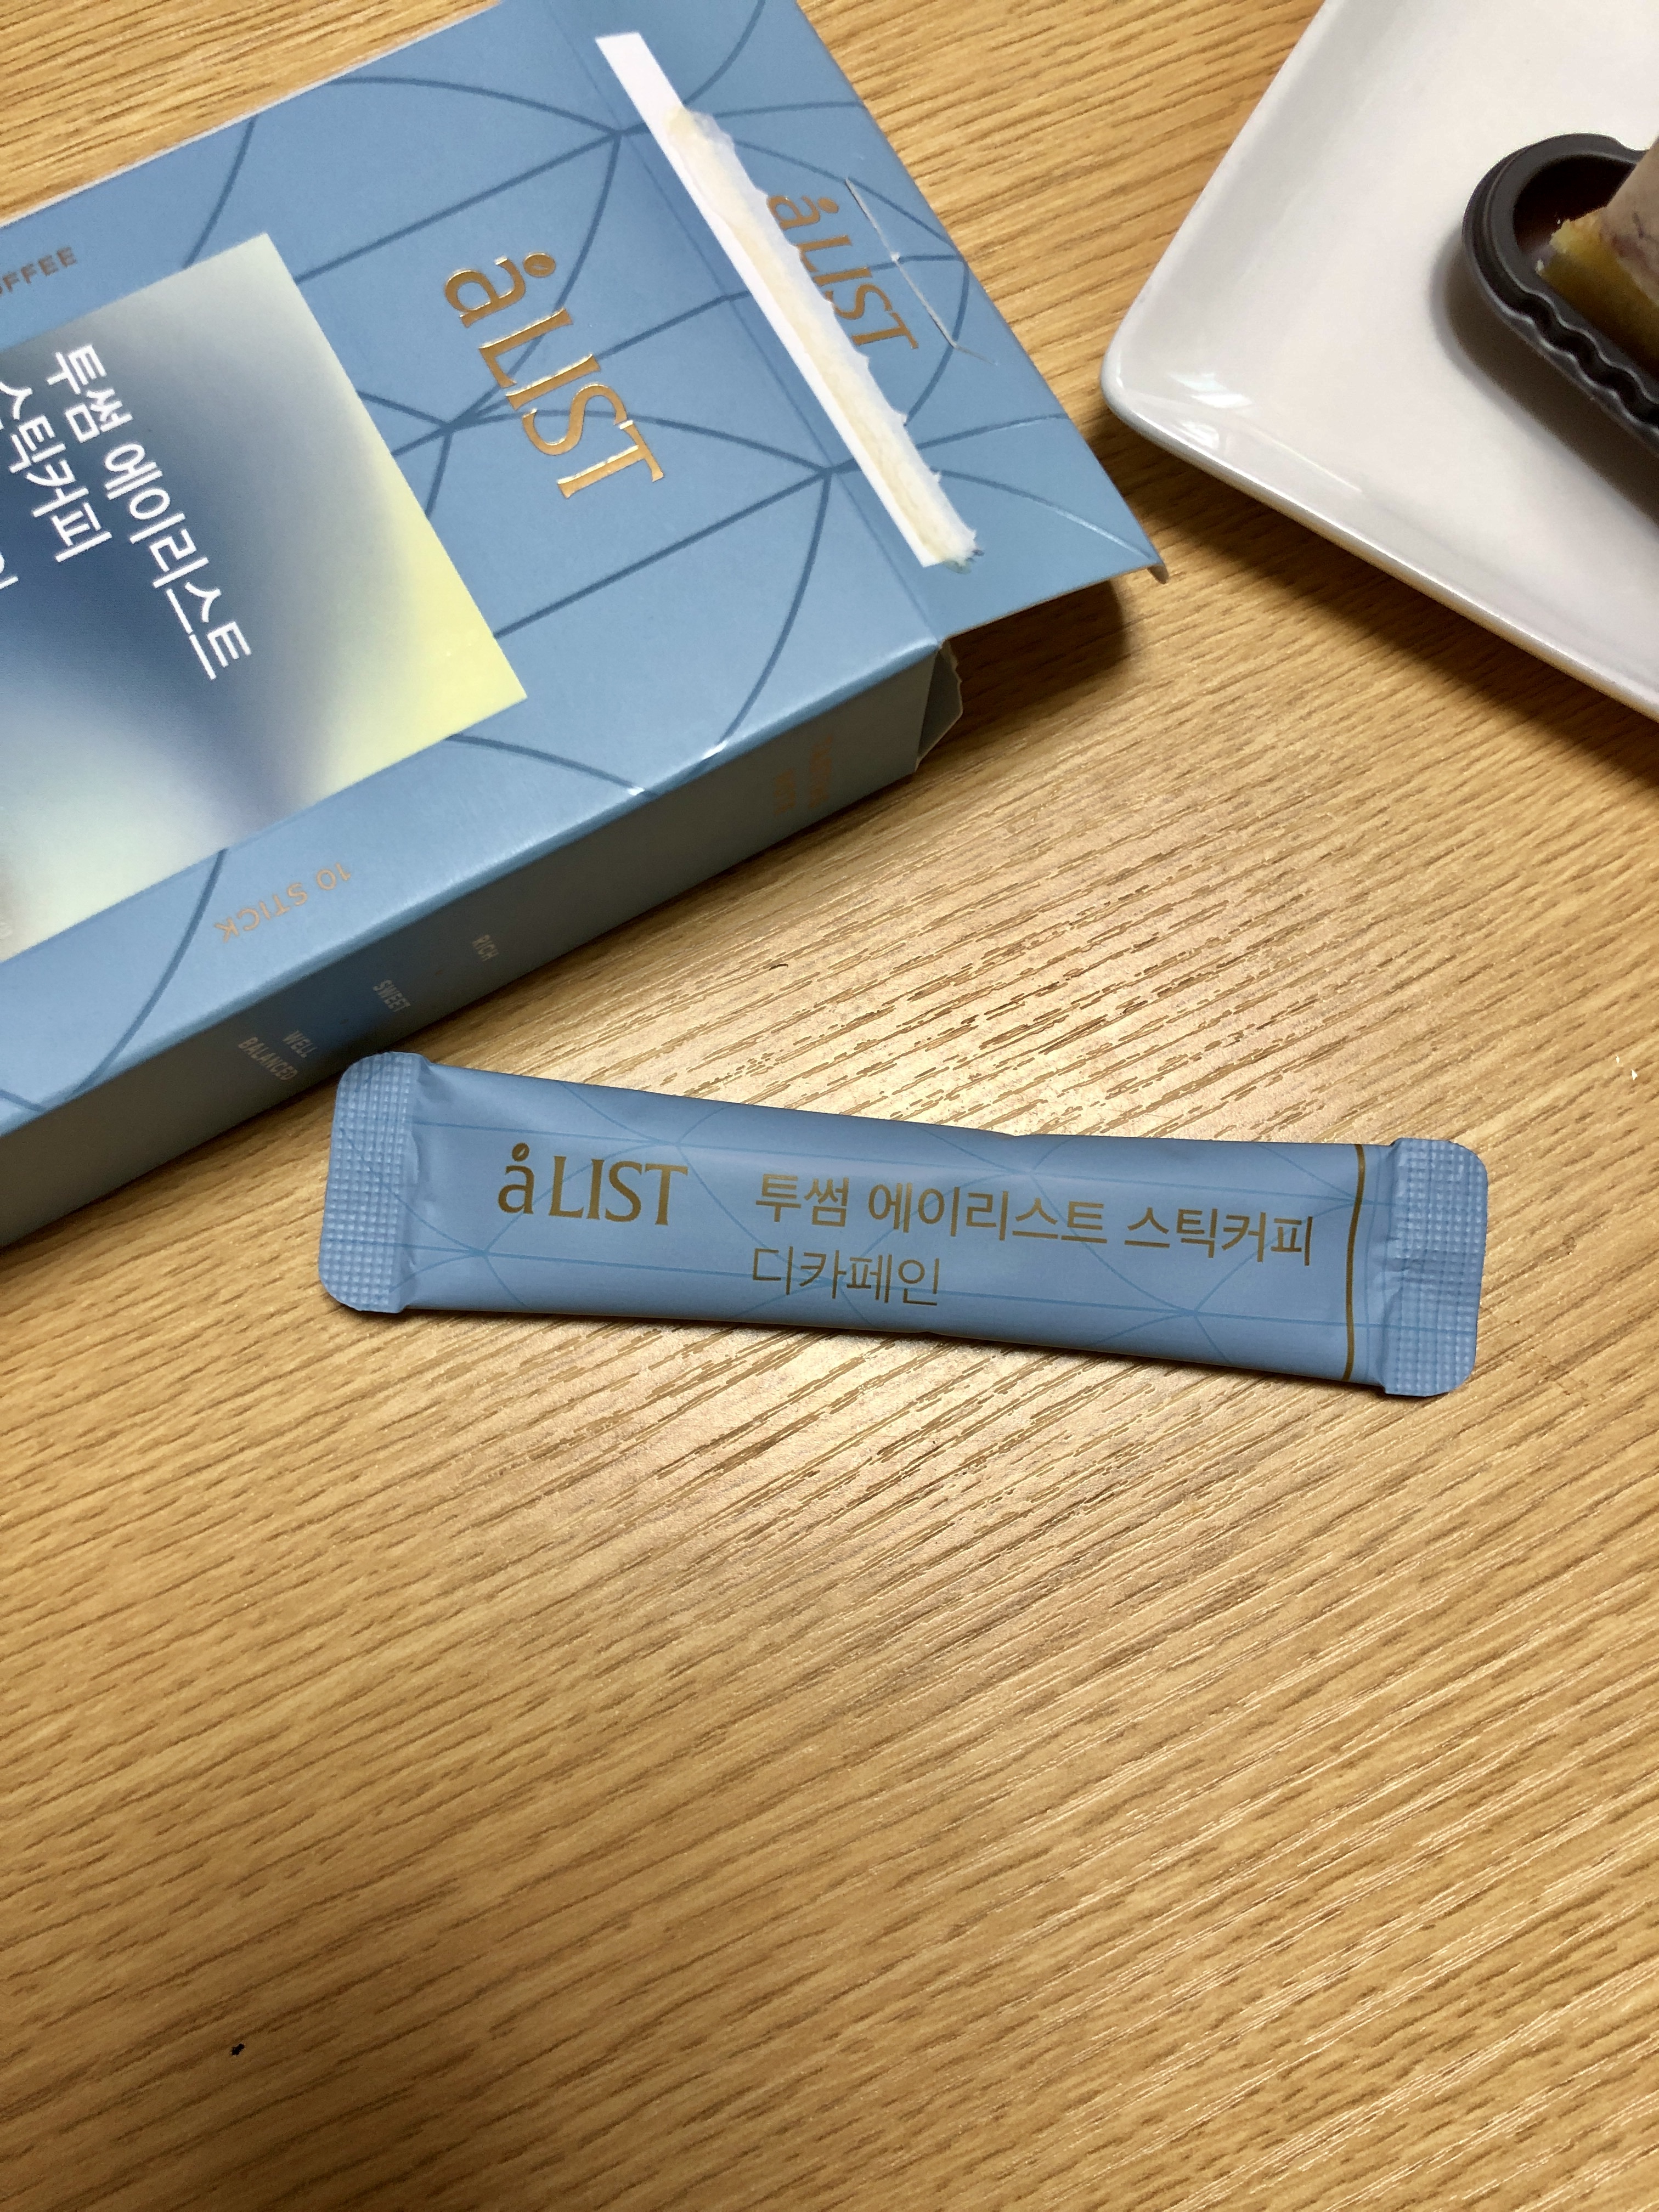 åLIST
åLIST
투썸 에이리스트
스틱커피
10 STICK
RICH
SWEET
WELL
BALANCED
åLIST
투썸 에이리스트 스틱커피
디카페인